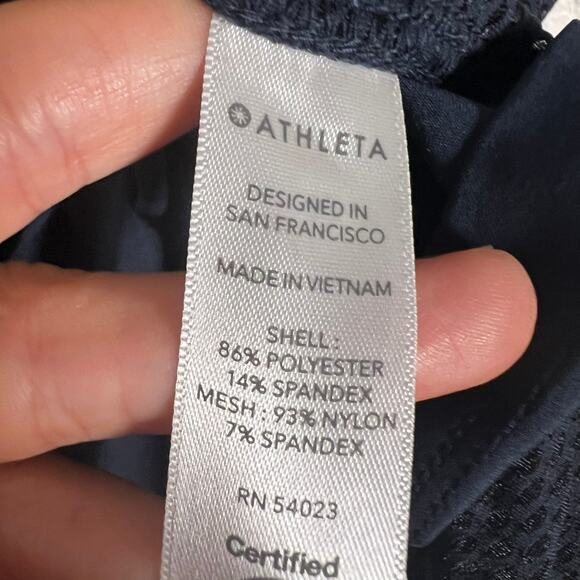 ATHLETA
DESIGNED IN
SAN FRANCISCO
MADE IN VIETNAM
SHELL :
86% POLYESTER
14% SPANDEX
MESH : 93% NYLON
7% SPANDEX
RN 54023
Certified